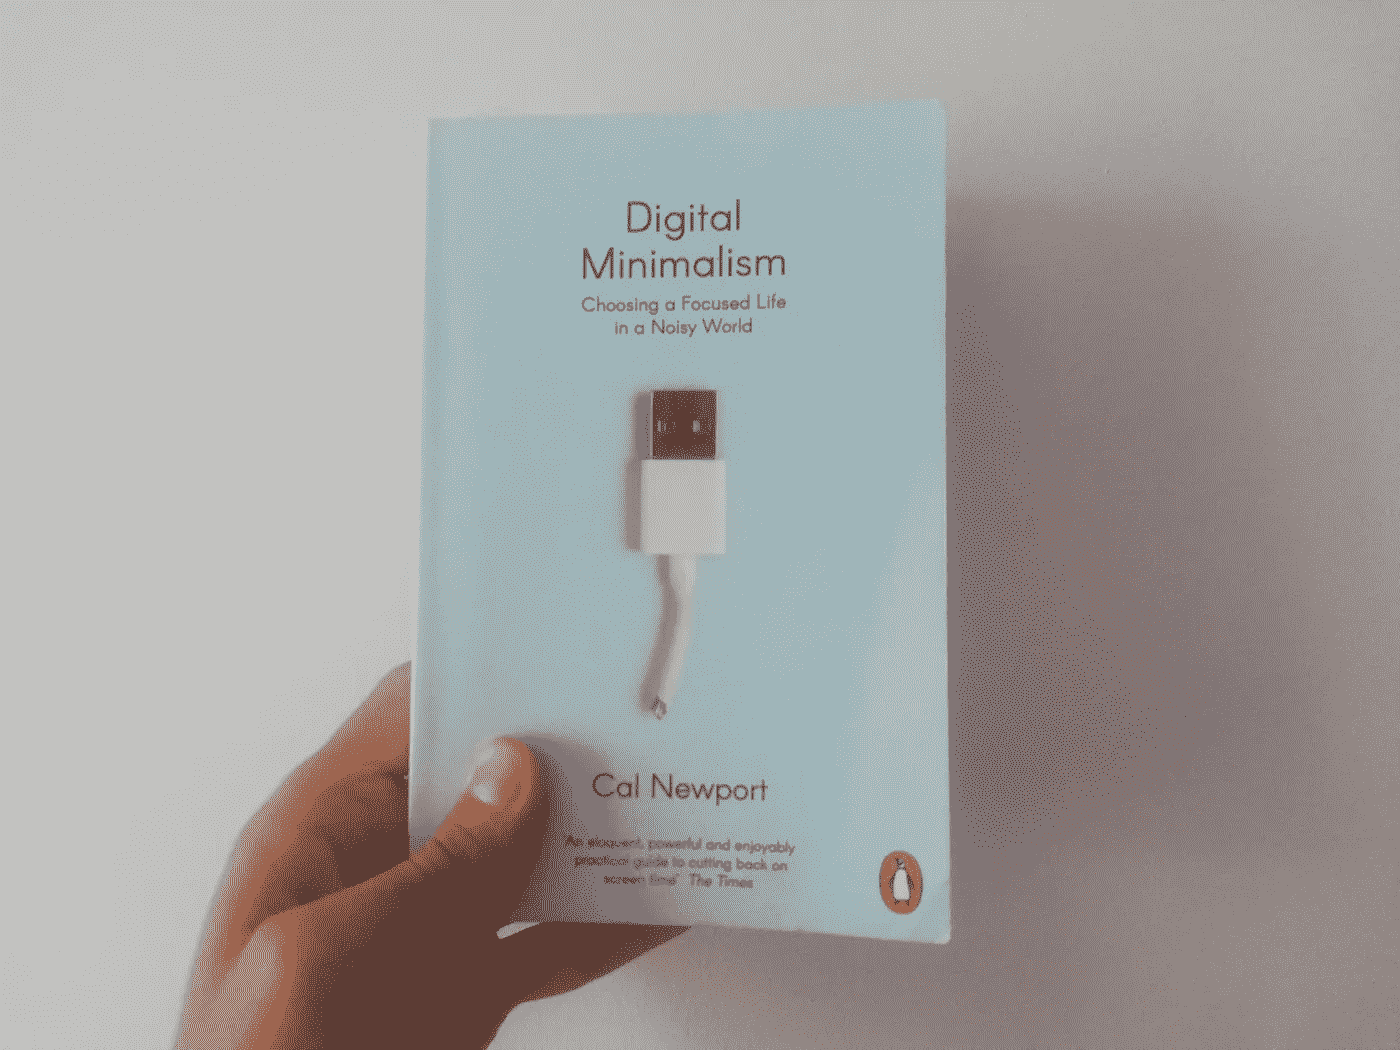 Digital
Minimalism
Choosing a Focused Life
in a Noisy World
Cal Newport
An eloquent, powerful and enjoyably
practical guide to cutting back on
screen time' The Times